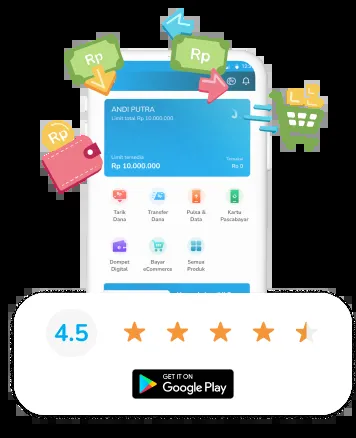 Rp
Rp
Rp
ANDI PUTRA
Limit total Rp 10.000.000
Limit tersedia
Rp 10.000.000
Terpakai
Rp 0
Tarik
Dana
Transfer
Dana
Pulsa &
Data
Kartu
Pascabayar
Dompet
Digital
Bayar
eCommerce
Semua
Produk
4.5
GET IT ON
Google Play